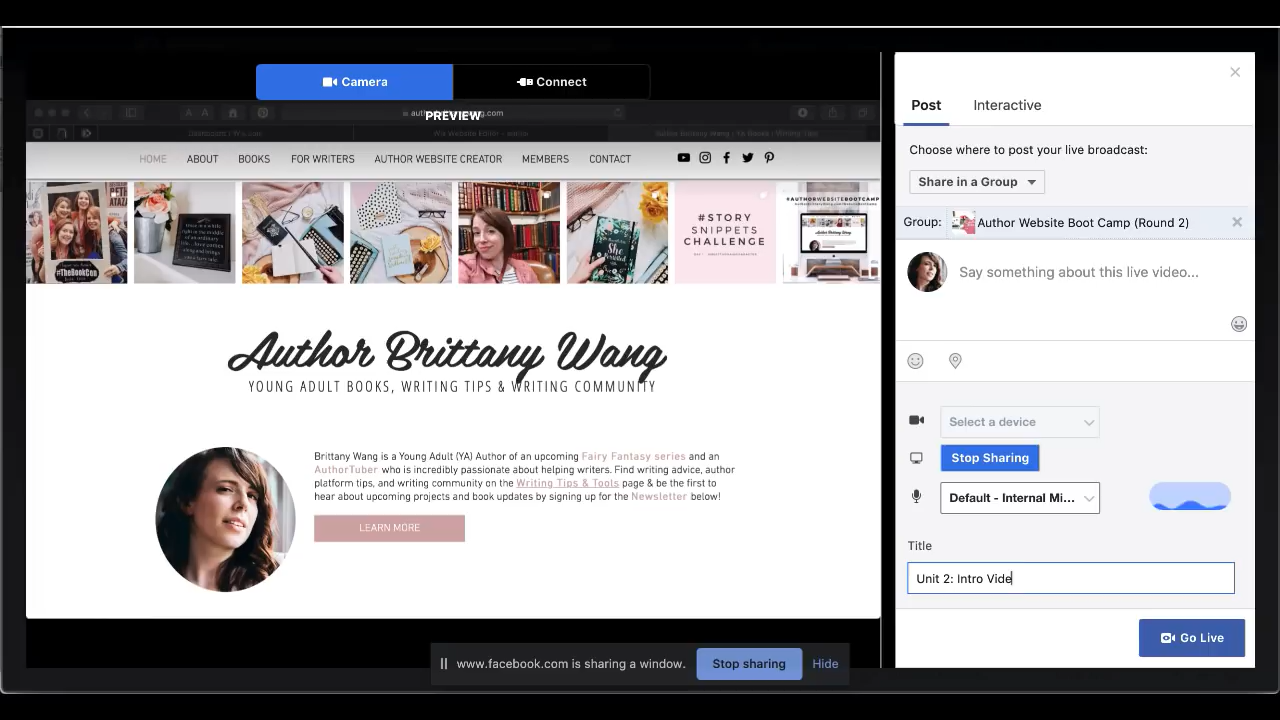 Camera
Connect
PREVIEW
HOME ABOUT BOOKS FOR WRITERS AUTHOR WEBSITE CREATOR MEMBERS CONTACT
#TheBookCon
#STORY
SNIPPETS
CHALLENGE
#AUTHORWEBSITEBOOTCAMP
Author Brittany Wang
YOUNG ADULT BOOKS, WRITING TIPS & WRITING COMMUNITY
Brittany Wang is a Young Adult (YA) Author of an upcoming Fairy Fantasy series and an
AuthorTuber who is incredibly passionate about helping writers. Find writing advice, author
platform tips, and writing community on the Writing Tips & Tools page & be the first to
hear about upcoming projects and book updates by signing up for the Newsletter below!
LEARN MORE
www.facebook.com is sharing a window.
Stop sharing
Hide
Post
Interactive
Choose where to post your live broadcast:
Share in a Group
Group: Author Website Boot Camp (Round 2)
Say something about this live video...
Select a device
Stop Sharing
Default - Internal Mi...
Title
Unit 2: Intro Vide
Go Live